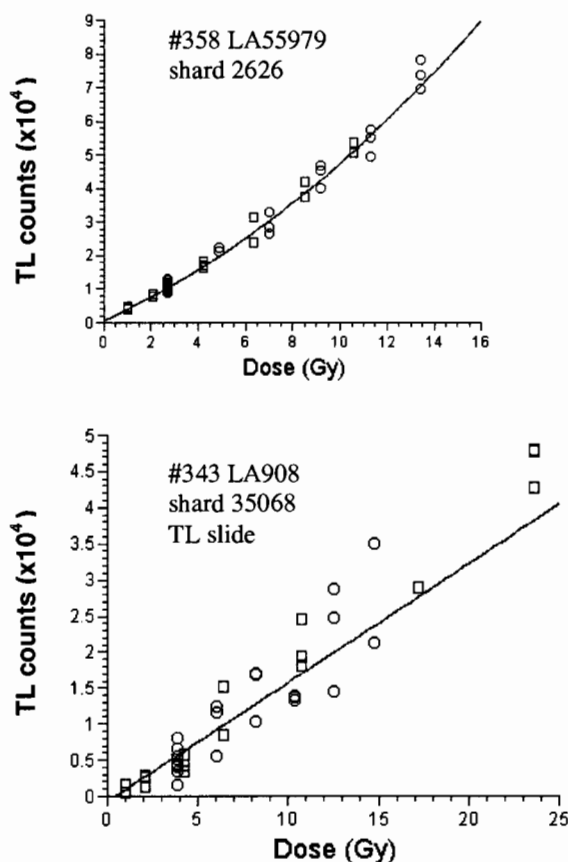 #358 LA55979
shard 2626
TL counts (x10⁴)
9
8
7
6
5
4
3
2
1
0
0 2 4 6 8 10 12 14 16
Dose (Gy)
#343 LA908
shard 35068
TL slide
TL counts (x10⁴)
5
4.5
4
3.5
3
2.5
2
1.5
1
0.5
0
0 5 10 15 20 25
Dose (Gy)